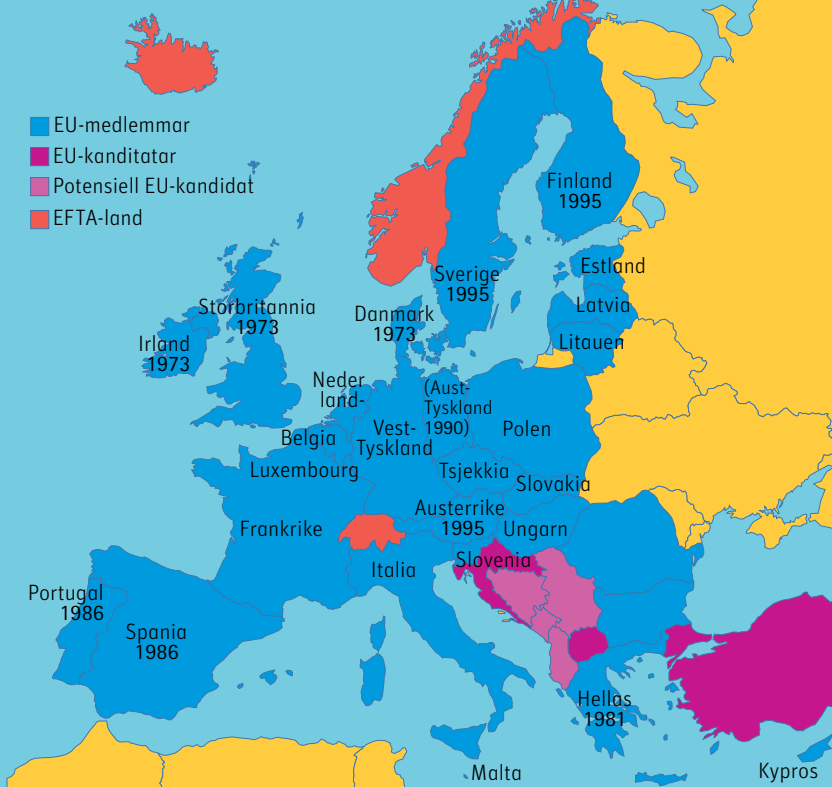 EU-medlemmar
EU-kanditatar
Potensiell EU-kandidat
EFTA-land
Finland
1995
Sverige
1995
Estland
Latvia
Litauen
Storbritannia
1973
Irland
1973
Danmark
1973
Neder
land-
(Aust-
Tyskland
1990)
Vest-
Tyskland
Polen
Belgia
Luxembourg
Tsjekkia
Slovakia
Austerrike
1995
Ungarn
Frankrike
Slovenia
Italia
Portugal
1986
Spania
1986
Hellas
1981
Malta
Kypros